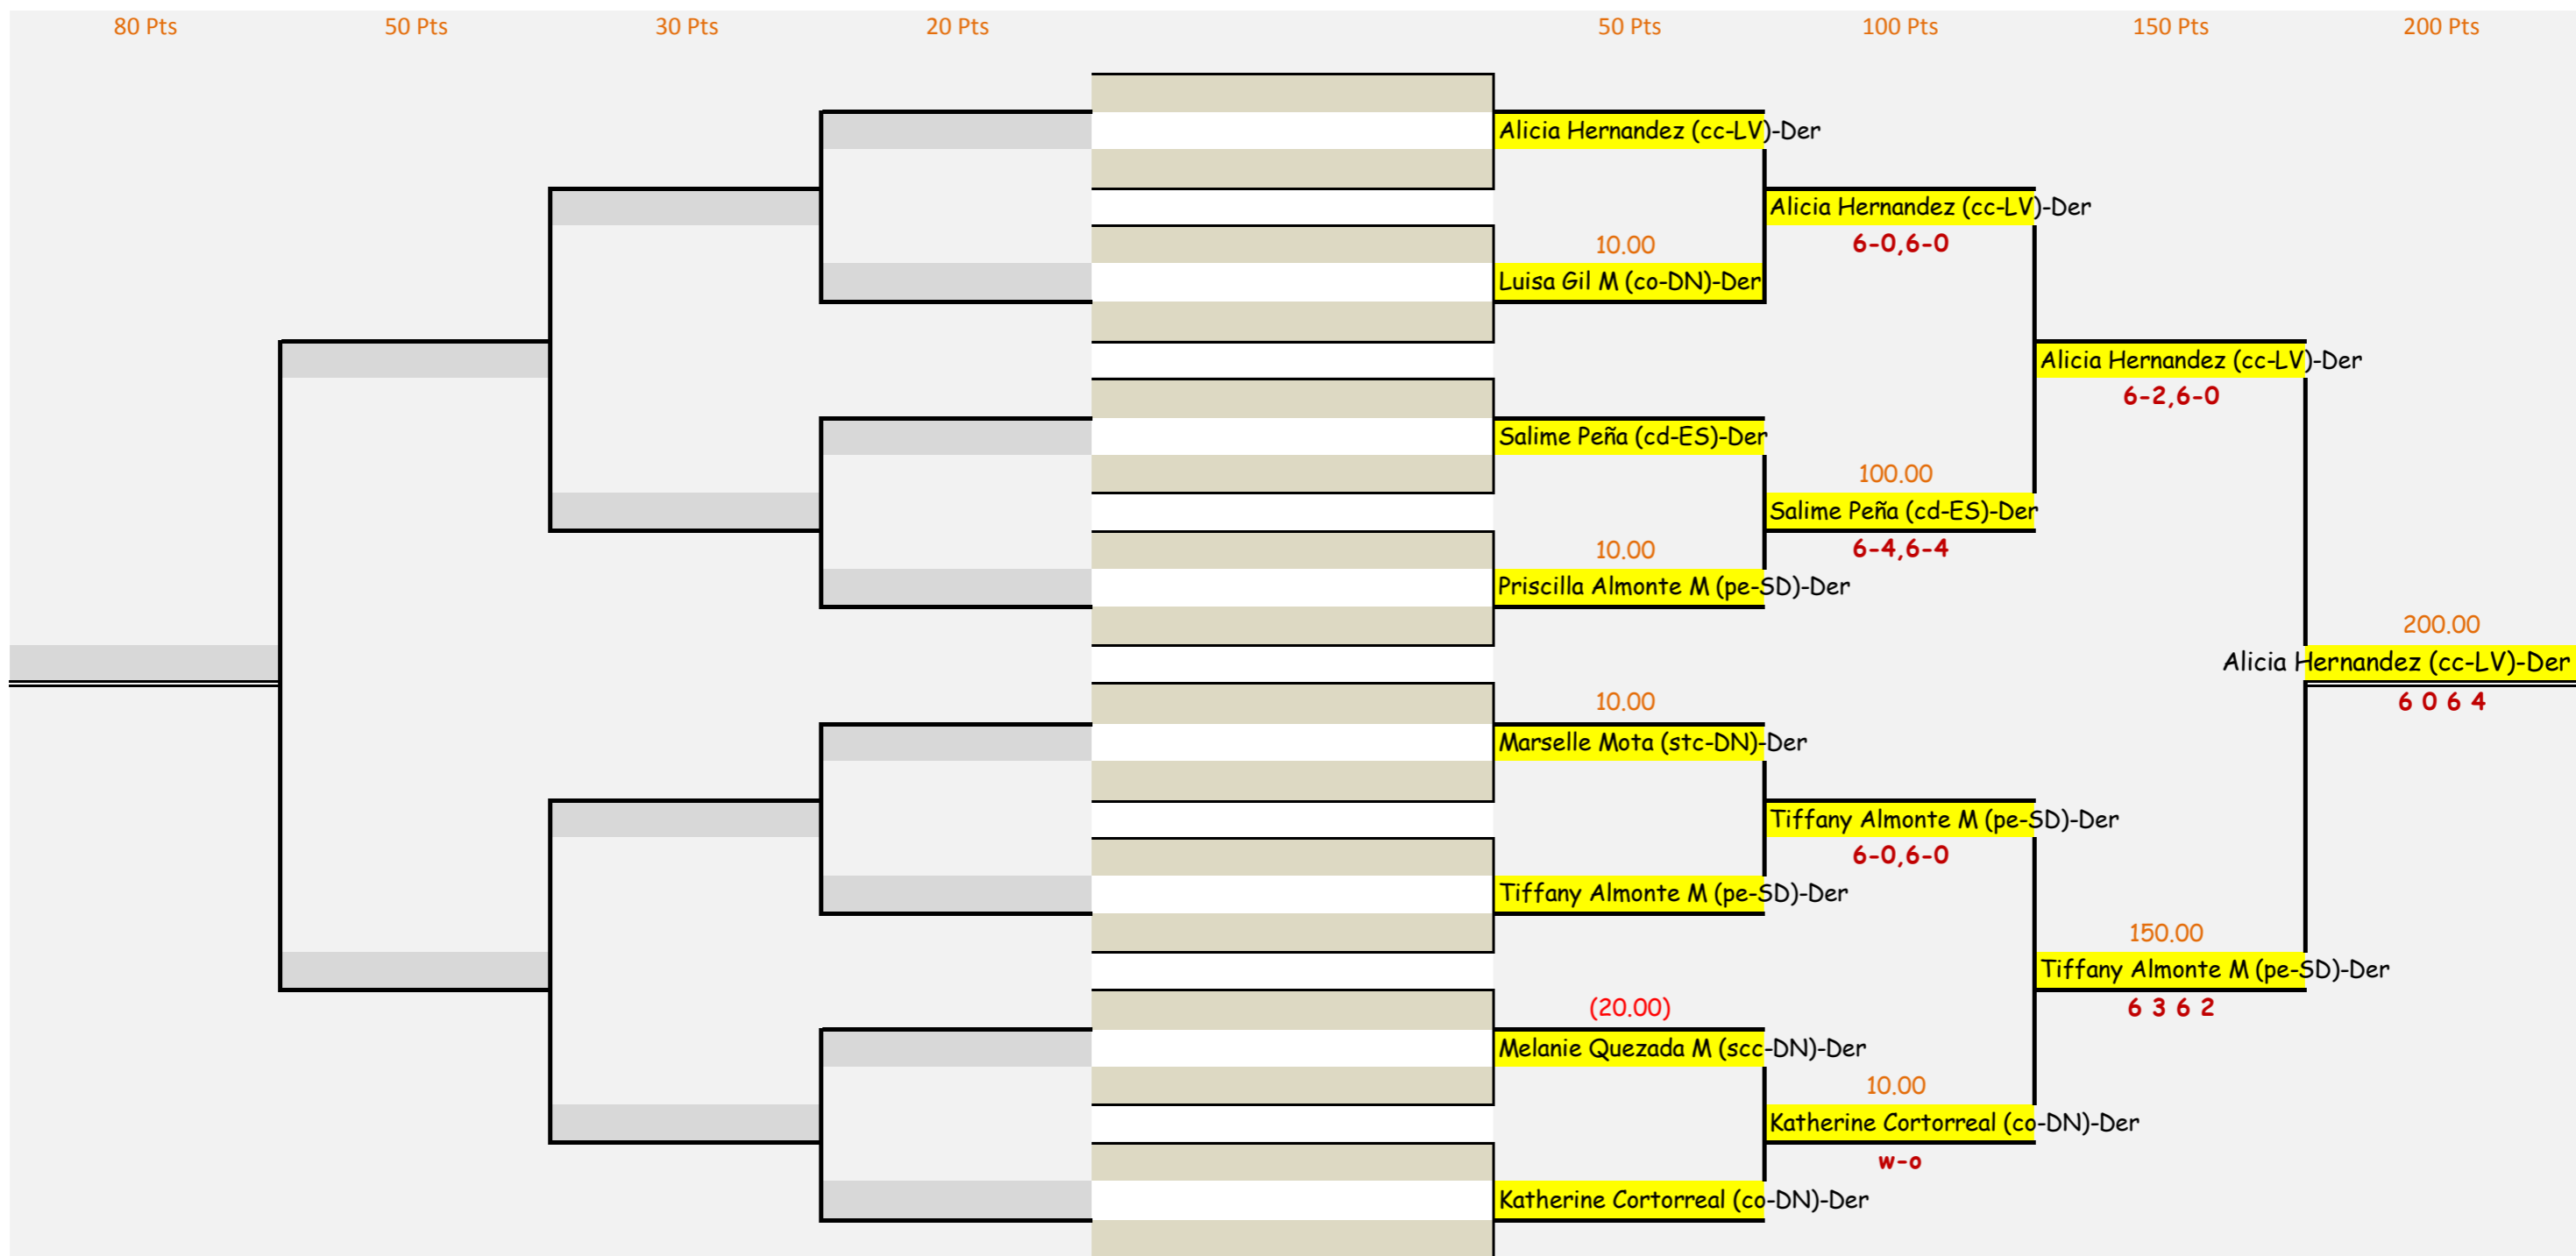 80 Pts 50 Pts 30 Pts 20 Pts 50 Pts 100 Pts 150 Pts 200 Pts
Alicia Hernandez (cc-LV)-Der
Alicia Hernandez (cc-LV)-Der
10.00 6-0,6-0
Luisa Gil M (co-DN)-Der
Alicia Hernandez (cc-LV)-Der
6-2,6-0
Salime Peña (cd-ES)-Der
100.00
Salime Peña (cd-ES)-Der
10.00 6-4,6-4
Priscilla Almonte M (pe-SD)-Der
200.00
Alicia Hernandez (cc-LV)-Der
10.00 6 0 6 4
Marselle Mota (stc-DN)-Der
Tiffany Almonte M (pe-SD)-Der
6-0,6-0
Tiffany Almonte M (pe-SD)-Der
150.00
Tiffany Almonte M (pe-SD)-Der
(20.00) 6 3 6 2
Melanie Quezada M (scc-DN)-Der
10.00
Katherine Cortorreal (co-DN)-Der
w-o
Katherine Cortorreal (co-DN)-Der